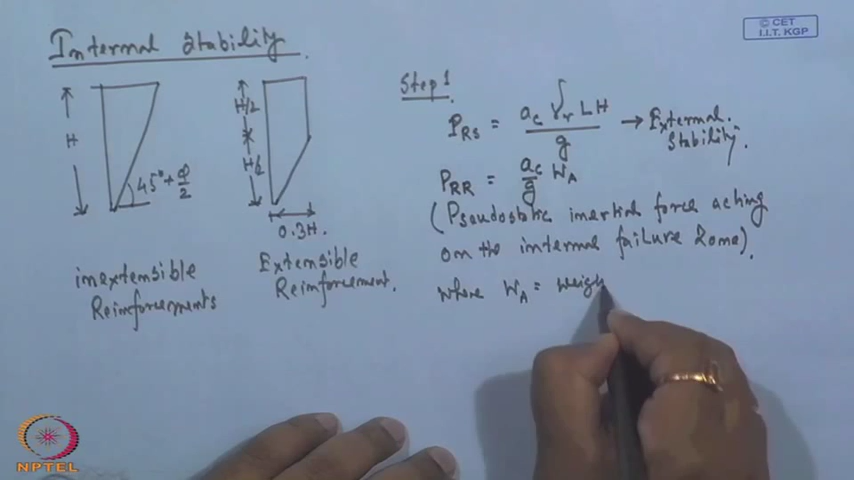 © CET
I.I.T. KGP
Internal Stability
H
45° + φ/2
inextensible
Reinforcements
H/2
H/2
0.3H.
Extensible
Reinforcement.
Step 1
P_RS = a_c γ_r L H / g → External Stability.
P_RR = a_c/g W_A
(Pseudostatic inertial force acting
on the internal failure zone).
where W_A = weigh
NPTEL